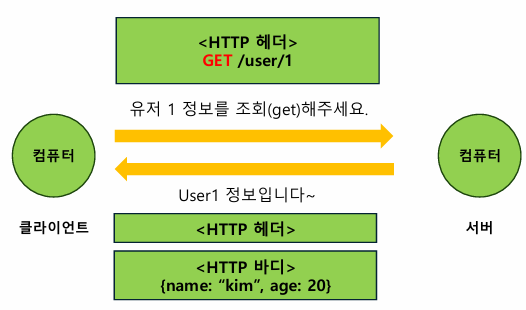 <HTTP 헤더>
GET /user/1
유저 1 정보를 조회(get)해주세요.
컴퓨터
컴퓨터
User1 정보입니다~
클라이언트
서버
<HTTP 헤더>
<HTTP 바디>
{name: “kim”, age: 20}